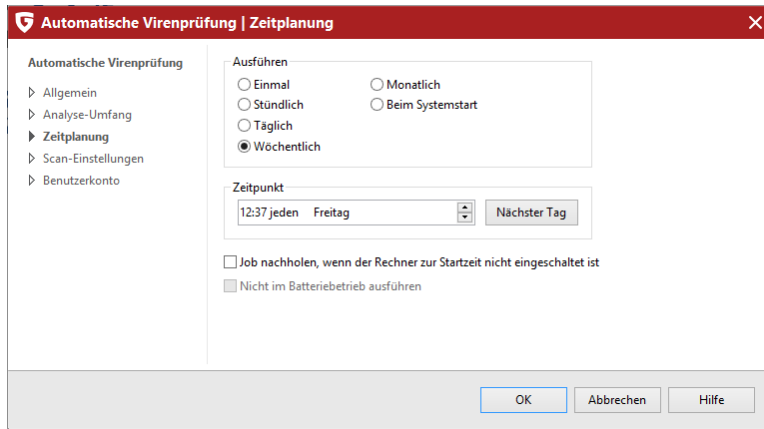 Automatische Virenprüfung | Zeitplanung
Automatische Virenprüfung
Allgemein
Analyse-Umfang
Zeitplanung
Scan-Einstellungen
Benutzerkonto
Ausführen
Einmal
Stündlich
Täglich
Wöchentlich
Monatlich
Beim Systemstart
Zeitpunkt
12:37 jeden Freitag
Nächster Tag
Job nachholen, wenn der Rechner zur Startzeit nicht eingeschaltet ist
Nicht im Batteriebetrieb ausführen
OK
Abbrechen
Hilfe